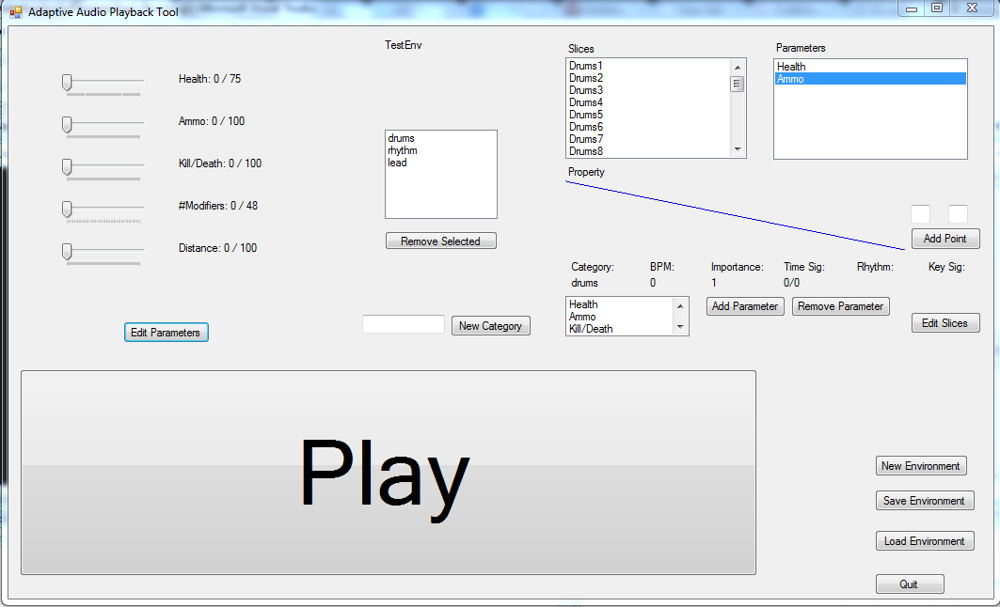 Adaptive Audio Playback Tool
TestEnv
Health: 0 / 75
Ammo: 0 / 100
Kill/Death: 0 / 100
#Modifiers: 0 / 48
Distance: 0 / 100
Edit Parameters
drums
rhythm
lead
Remove Selected
New Category
Slices
Drums1
Drums2
Drums3
Drums4
Drums5
Drums6
Drums7
Drums8
Parameters
Health
Ammo
Property
Add Point
Category: BPM: Importance: Time Sig: Rhythm: Key Sig:
drums 0 1 0/0
Health
Ammo
Kill/Death
Add Parameter
Remove Parameter
Edit Slices
Play
New Environment
Save Environment
Load Environment
Quit